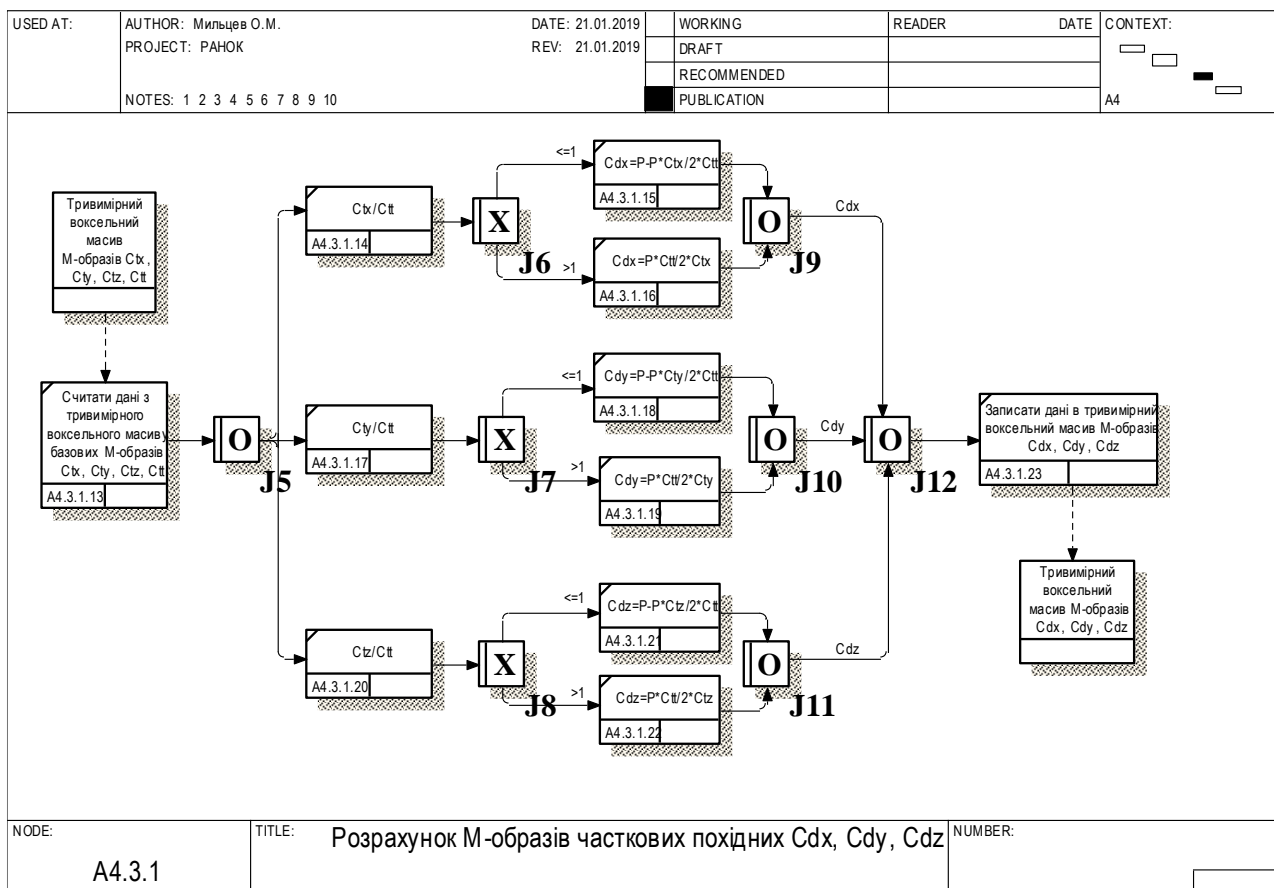 USED AT:
AUTHOR: Мильцев О.М.
DATE: 21.01.2019
PROJECT: РАНОК
REV: 21.01.2019
NOTES: 1 2 3 4 5 6 7 8 9 10
WORKING
DRAFT
RECOMMENDED
PUBLICATION
READER
DATE
CONTEXT:
A4
Тривимірний
воксельний
масив
М-образів Ctx,
Cty, Ctz, Ctt
Считати дані з
тривимірного
воксельного масиву
базових М-образів
Ctx, Cty, Ctz, Ctt
A4.3.1.13
O
J5
Ctx/Ctt
A4.3.1.14
X
J6
<=1
>1
Cdx=P-P*Ctx/2*Ctt
A4.3.1.15
Cdx=P*Ctt/2*Ctx
A4.3.1.16
O
J9
Cdx
Cty/Ctt
A4.3.1.17
X
J7
<=1
>1
Cdy=P-P*Cty/2*Ctt
A4.3.1.18
Cdy=P*Ctt/2*Cty
A4.3.1.19
O
J10
Cdy
Ctz/Ctt
A4.3.1.20
X
J8
<=1
>1
Cdz=P-P*Ctz/2*Ctt
A4.3.1.21
Cdz=P*Ctt/2*Ctz
A4.3.1.22
O
J11
Cdz
O
J12
Записати дані в тривимірний
воксельний масив М-образів
Cdx, Cdy, Cdz
A4.3.1.23
Тривимірний
воксельний
масив М-образів
Cdx, Cdy, Cdz
NODE:
A4.3.1
TITLE:
Розрахунок М-образів часткових похідних Cdx, Cdy, Cdz
NUMBER: